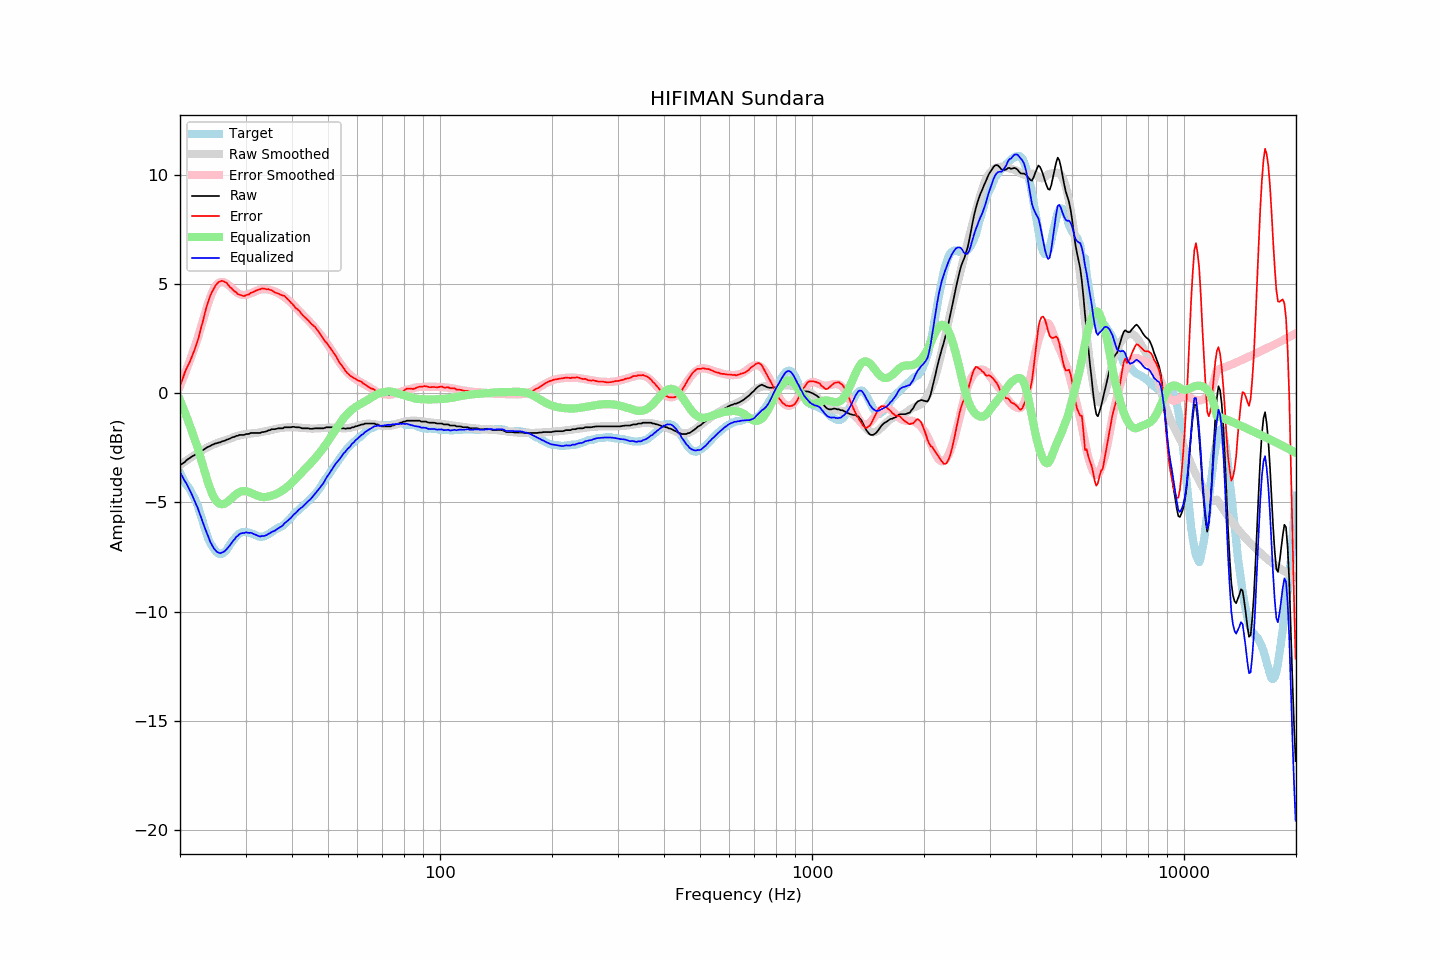 HIFIMAN Sundara
Target
Raw Smoothed
Error Smoothed
Raw
Error
Equalization
Equalized
10
5
0
−5
−10
−15
−20
Amplitude (dBr)
100
1000
10000
Frequency (Hz)